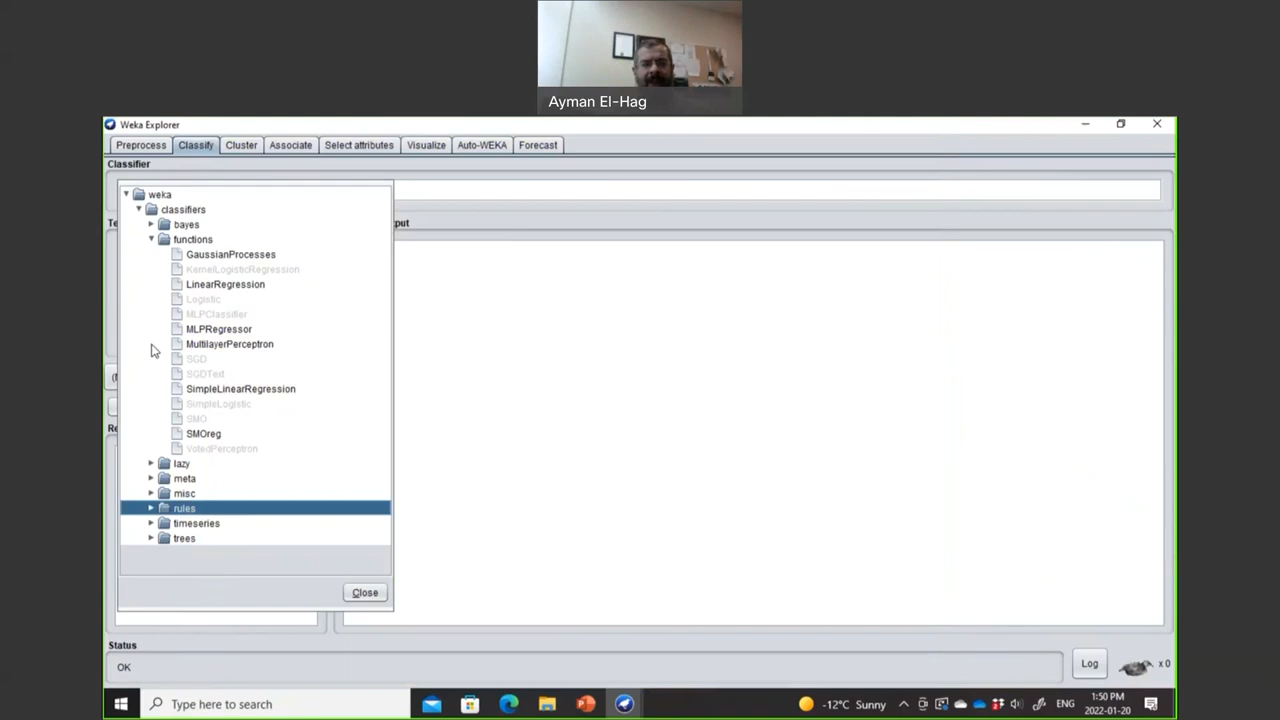 Ayman El-Hag
Weka Explorer
Preprocess Classify Cluster Associate Select attributes Visualize Auto-WEKA Forecast
Classifier
weka
classifiers
bayes
functions
GaussianProcesses
KernelLogisticRegression
LinearRegression
Logistic
MLPClassifier
MLPRegressor
MultilayerPerceptron
SGD
SGDText
SimpleLinearRegression
SimpleLogistic
SMO
SMOreg
VotedPerceptron
lazy
meta
misc
rules
timeseries
trees
Close
Status
OK
Log
x 0
Type here to search
-12°C Sunny
ENG
1:50 PM
2022-01-20